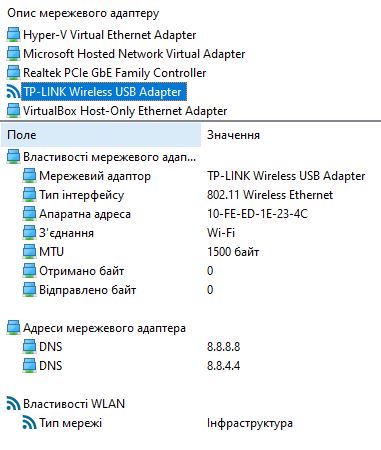 Опис мережевого адаптеру
Hyper-V Virtual Ethernet Adapter
Microsoft Hosted Network Virtual Adapter
Realtek PCIe GbE Family Controller
TP-LINK Wireless USB Adapter
VirtualBox Host-Only Ethernet Adapter
Поле Значення
Властивості мережевого адап...
Мережевий адаптор TP-LINK Wireless USB Adapter
Тип інтерфейсу 802.11 Wireless Ethernet
Апаратна адреса 10-FE-ED-1E-23-4C
З'єднання Wi-Fi
MTU 1500 байт
Отримано байт 0
Відправлено байт 0
Адреси мережевого адаптера
DNS 8.8.8.8
DNS 8.8.4.4
Властивості WLAN
Тип мережі Інфраструктура